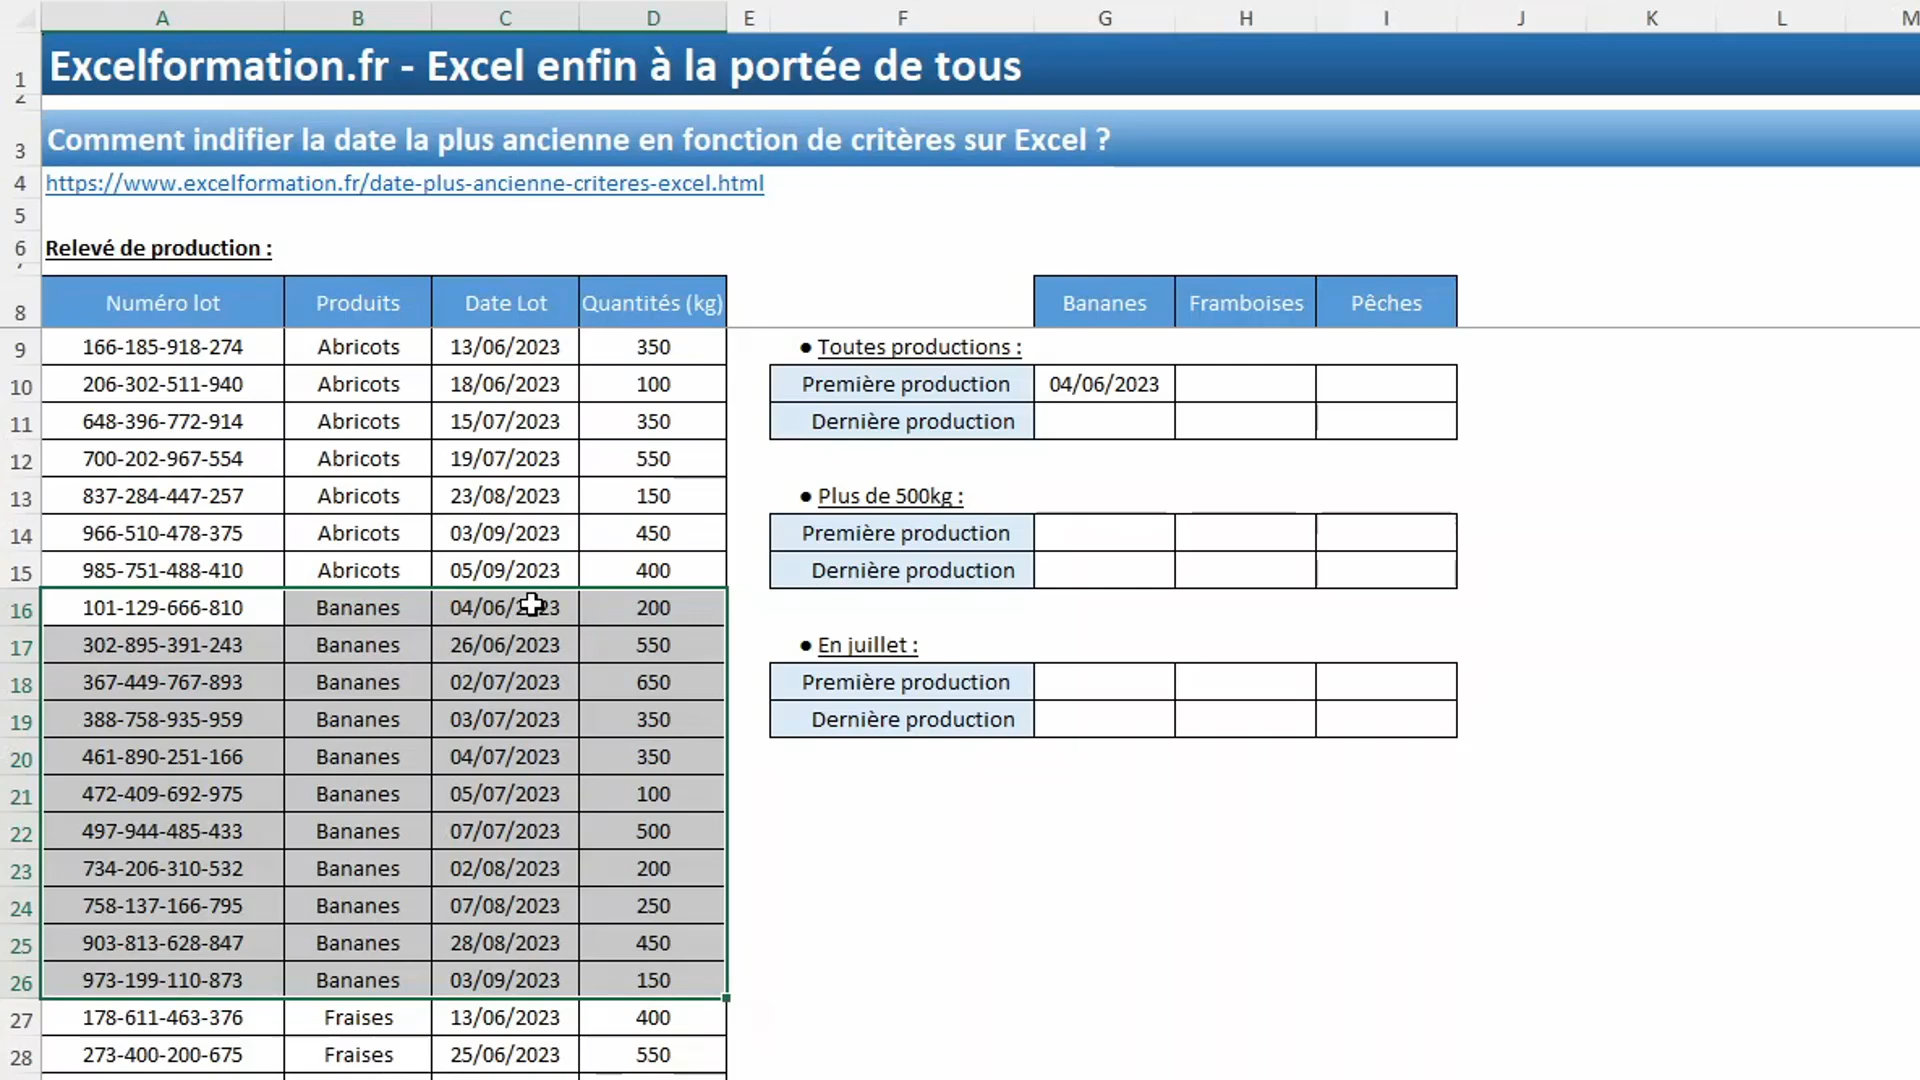 A B C D E F G H I J K L M
1 Excelformation.fr - Excel enfin à la portée de tous
2
3 Comment indifier la date la plus ancienne en fonction de critères sur Excel ?
4 https://www.excelformation.fr/date-plus-ancienne-criteres-excel.html
5
6 Relevé de production :
8 Numéro lot Produits Date Lot Quantités (kg) Bananes Framboises Pêches
9 166-185-918-274 Abricots 13/06/2023 350 ● Toutes productions :
10 206-302-511-940 Abricots 18/06/2023 100 Première production 04/06/2023
11 648-396-772-914 Abricots 15/07/2023 350 Dernière production
12 700-202-967-554 Abricots 19/07/2023 550
13 837-284-447-257 Abricots 23/08/2023 150 ● Plus de 500kg :
14 966-510-478-375 Abricots 03/09/2023 450 Première production
15 985-751-488-410 Abricots 05/09/2023 400 Dernière production
16 101-129-666-810 Bananes 04/06/2023 200
17 302-895-391-243 Bananes 26/06/2023 550 ● En juillet :
18 367-449-767-893 Bananes 02/07/2023 650 Première production
19 388-758-935-959 Bananes 03/07/2023 350 Dernière production
20 461-890-251-166 Bananes 04/07/2023 350
21 472-409-692-975 Bananes 05/07/2023 100
22 497-944-485-433 Bananes 07/07/2023 500
23 734-206-310-532 Bananes 02/08/2023 200
24 758-137-166-795 Bananes 07/08/2023 250
25 903-813-628-847 Bananes 28/08/2023 450
26 973-199-110-873 Bananes 03/09/2023 150
27 178-611-463-376 Fraises 13/06/2023 400
28 273-400-200-675 Fraises 25/06/2023 550